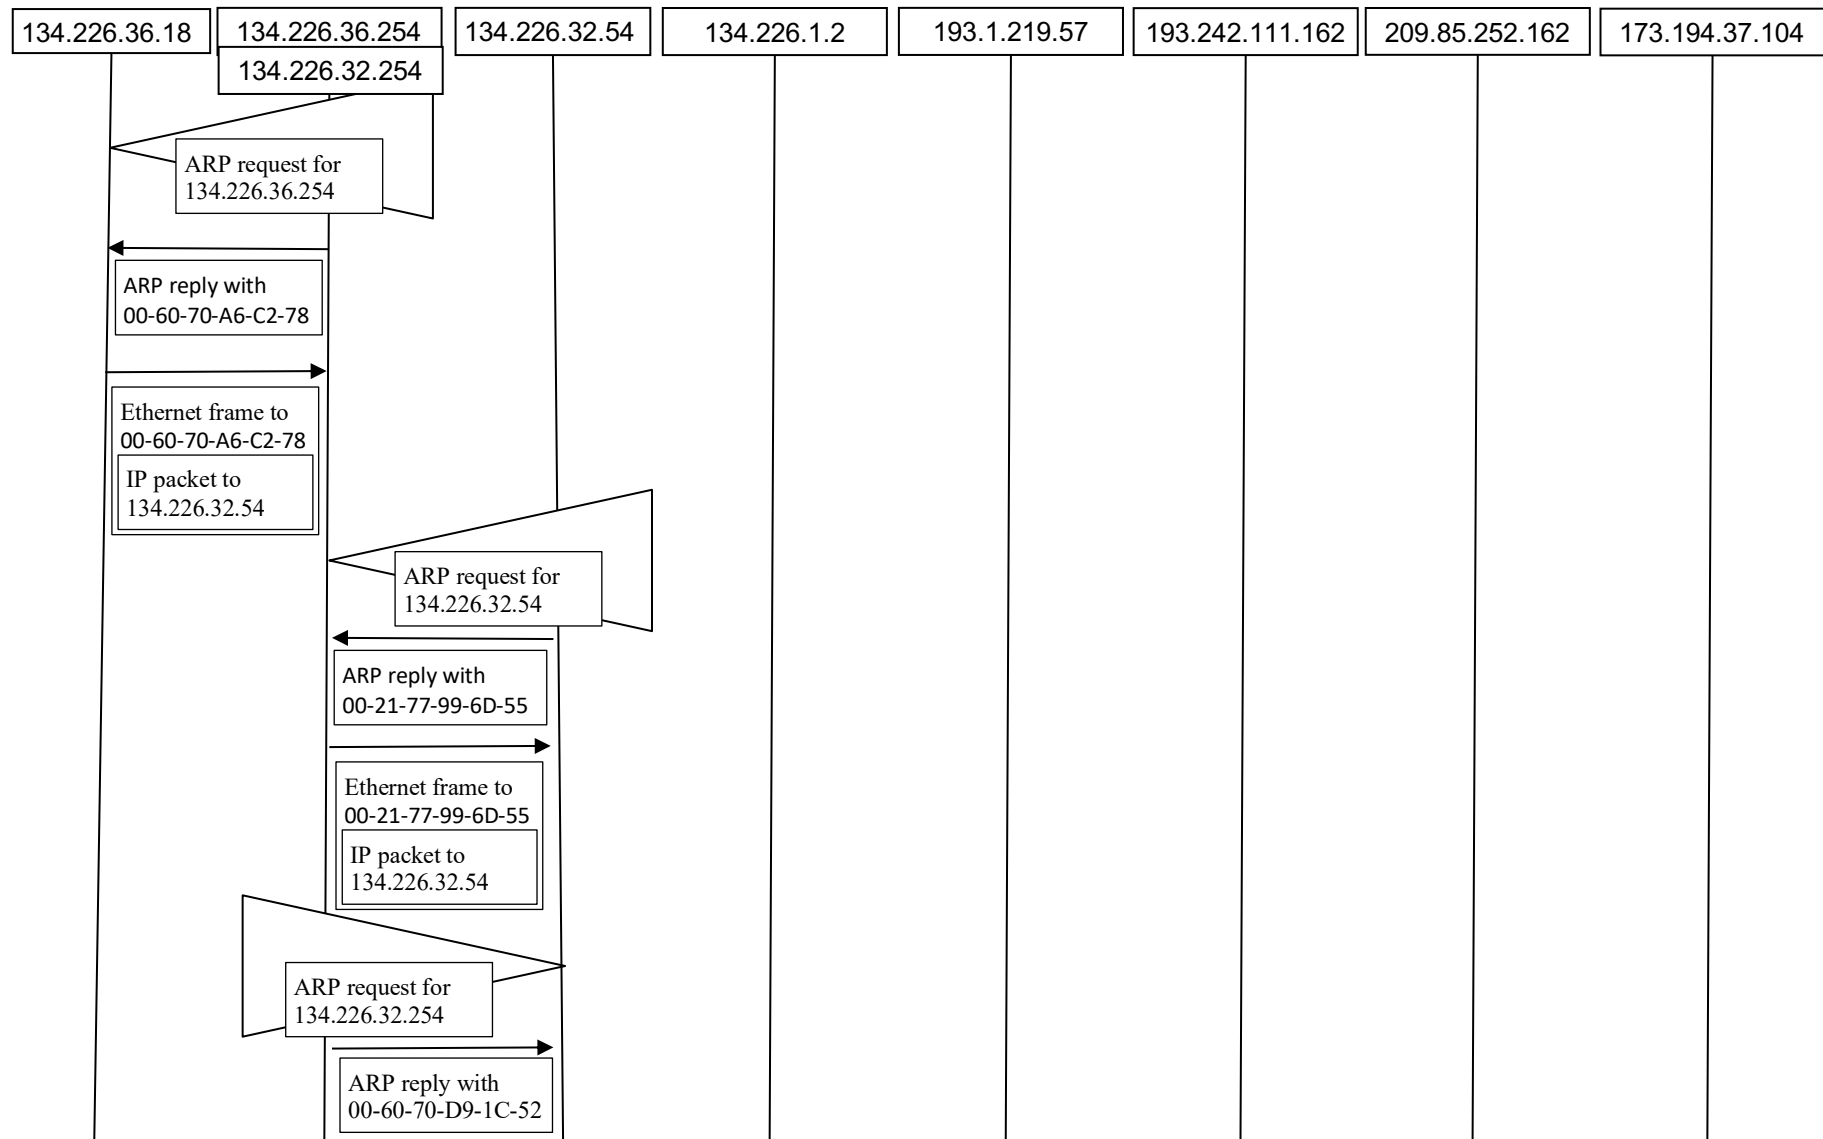 134.226.36.18
134.226.36.254
134.226.32.254
134.226.32.54
134.226.1.2
193.1.219.57
193.242.111.162
209.85.252.162
173.194.37.104
ARP request for
134.226.36.254
ARP reply with
00-60-70-A6-C2-78
Ethernet frame to
00-60-70-A6-C2-78
IP packet to
134.226.32.54
ARP request for
134.226.32.54
ARP reply with
00-21-77-99-6D-55
Ethernet frame to
00-21-77-99-6D-55
IP packet to
134.226.32.54
ARP request for
134.226.32.254
ARP reply with
00-60-70-D9-1C-52